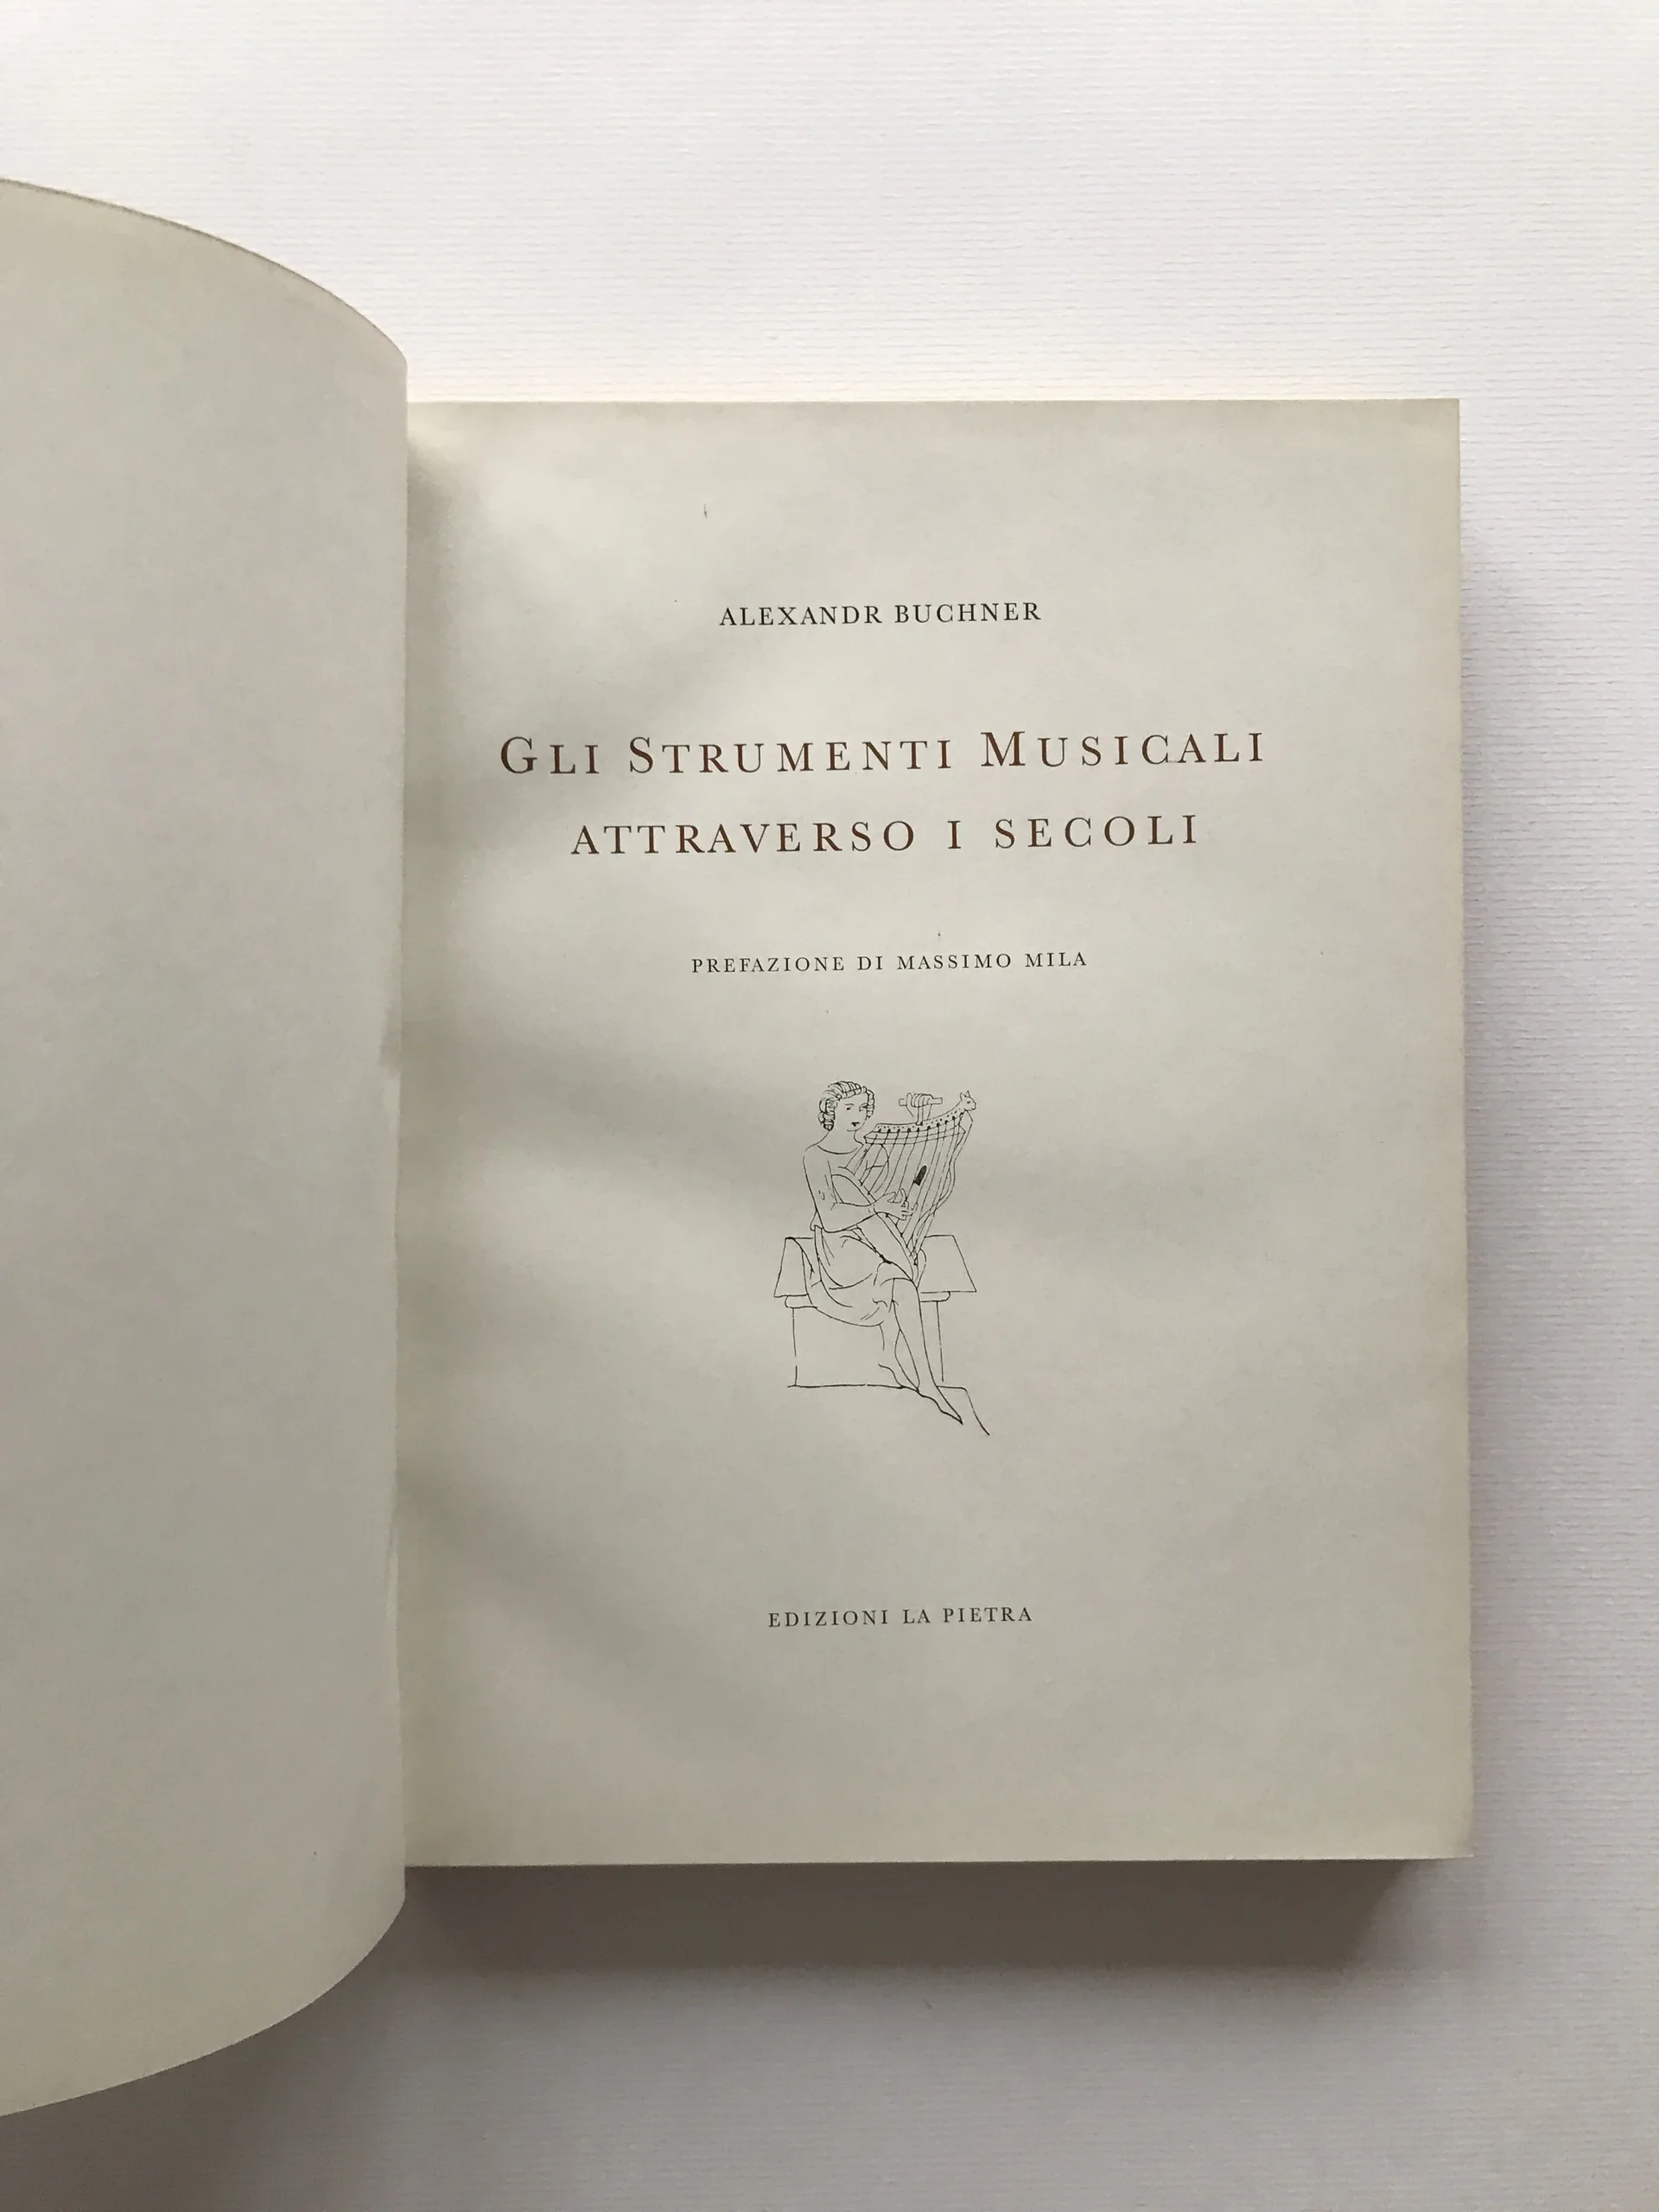 ALEXANDR BUCHNER
GLI STRUMENTI MUSICALI
ATTRAVERSO I SECOLI
PREFAZIONE DI MASSIMO MILA
EDIZIONI LA PIETRA